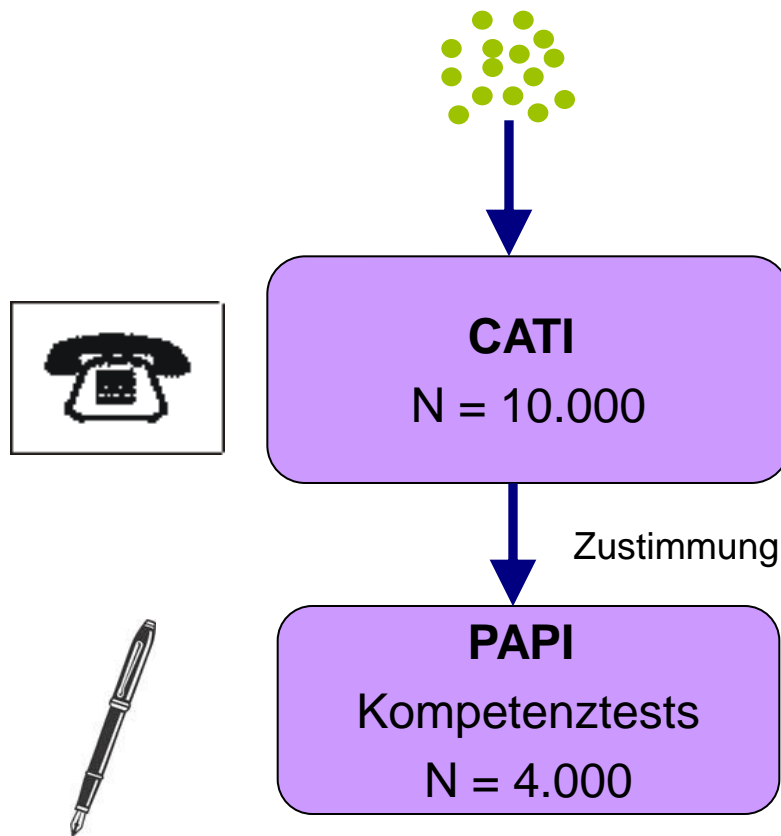 CATI
N = 10.000
Zustimmung
PAPI
Kompetenztests
N = 4.000